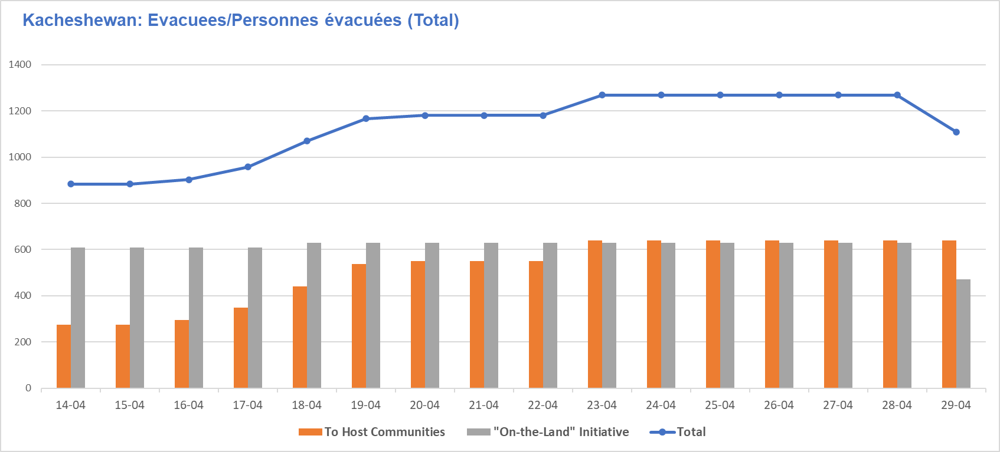 Kacheshewan: Evacuees/Personnes évacuées (Total)
1400
1200
1000
800
600
400
200
0
14-04 15-04 16-04 17-04 18-04 19-04 20-04 21-04 22-04 23-04 24-04 25-04 26-04 27-04 28-04 29-04
To Host Communities "On-the-Land" Initiative Total